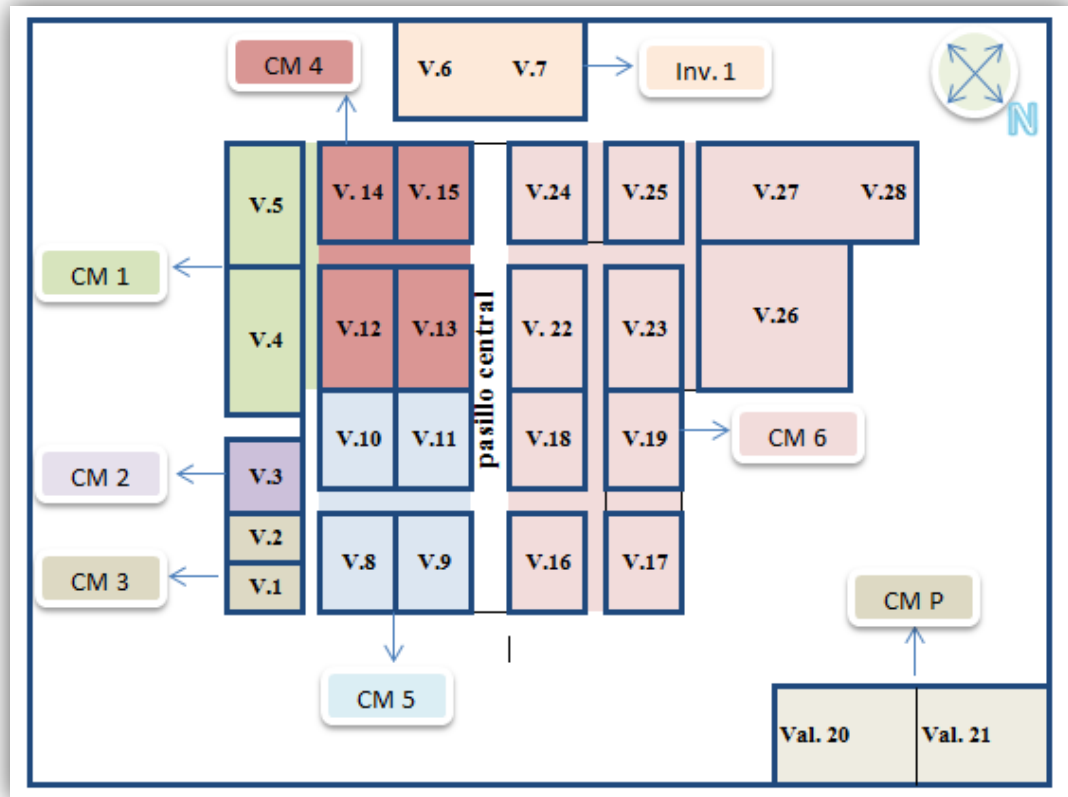 CM 4
V.6
V.7
Inv. 1
N
V.5
V. 14
V. 15
V.24
V.25
V.27
V.28
CM 1
V.4
V.12
V.13
pasillo central
V. 22
V.23
V.26
V.10
V.11
V.18
V.19
CM 6
CM 2
V.3
V.2
CM 3
V.1
V.8
V.9
V.16
V.17
CM P
CM 5
Val. 20
Val. 21